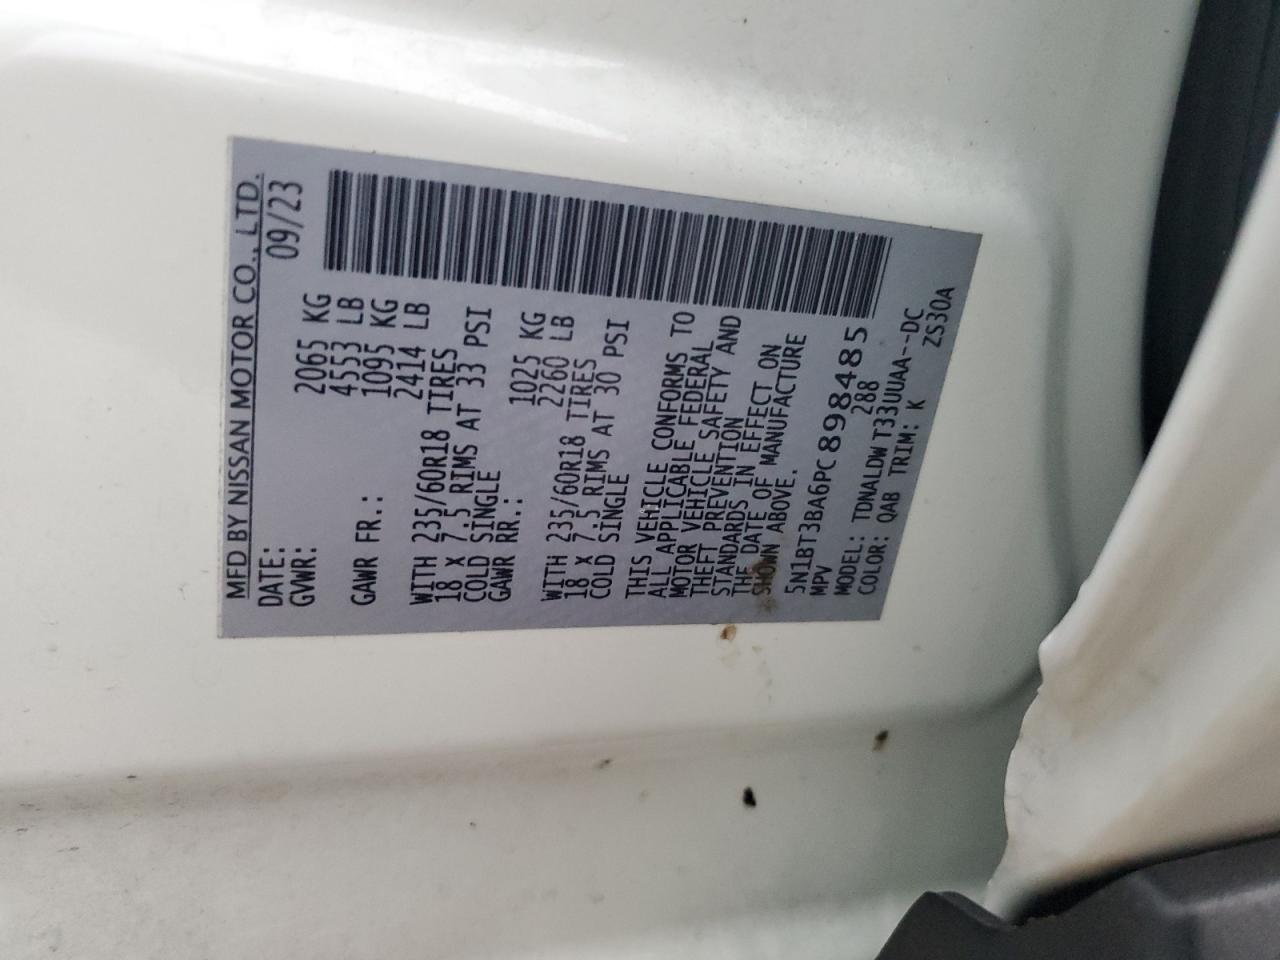 MFD BY NISSAN MOTOR CO., LTD.
DATE: 09/23
GVWR: 2065 KG
4553 LB
GAWR FR.: 1095 KG
2414 LB
WITH 235/60R18 TIRES
18 X 7.5 RIMS AT 33 PSI
COLD SINGLE
GAWR RR.: 1025 KG
2260 LB
WITH 235/60R18 TIRES
18 X 7.5 RIMS AT 30 PSI
COLD SINGLE
THIS VEHICLE CONFORMS TO
ALL APPLICABLE FEDERAL
MOTOR VEHICLE SAFETY AND
THEFT PREVENTION
STANDARDS IN EFFECT ON
THE DATE OF MANUFACTURE
SHOWN ABOVE.
5N1BT3BA6PC898485
MPV 288
MODEL: TDNALDW T33UUAA--DC
COLOR: QAB TRIM: K ZS30A